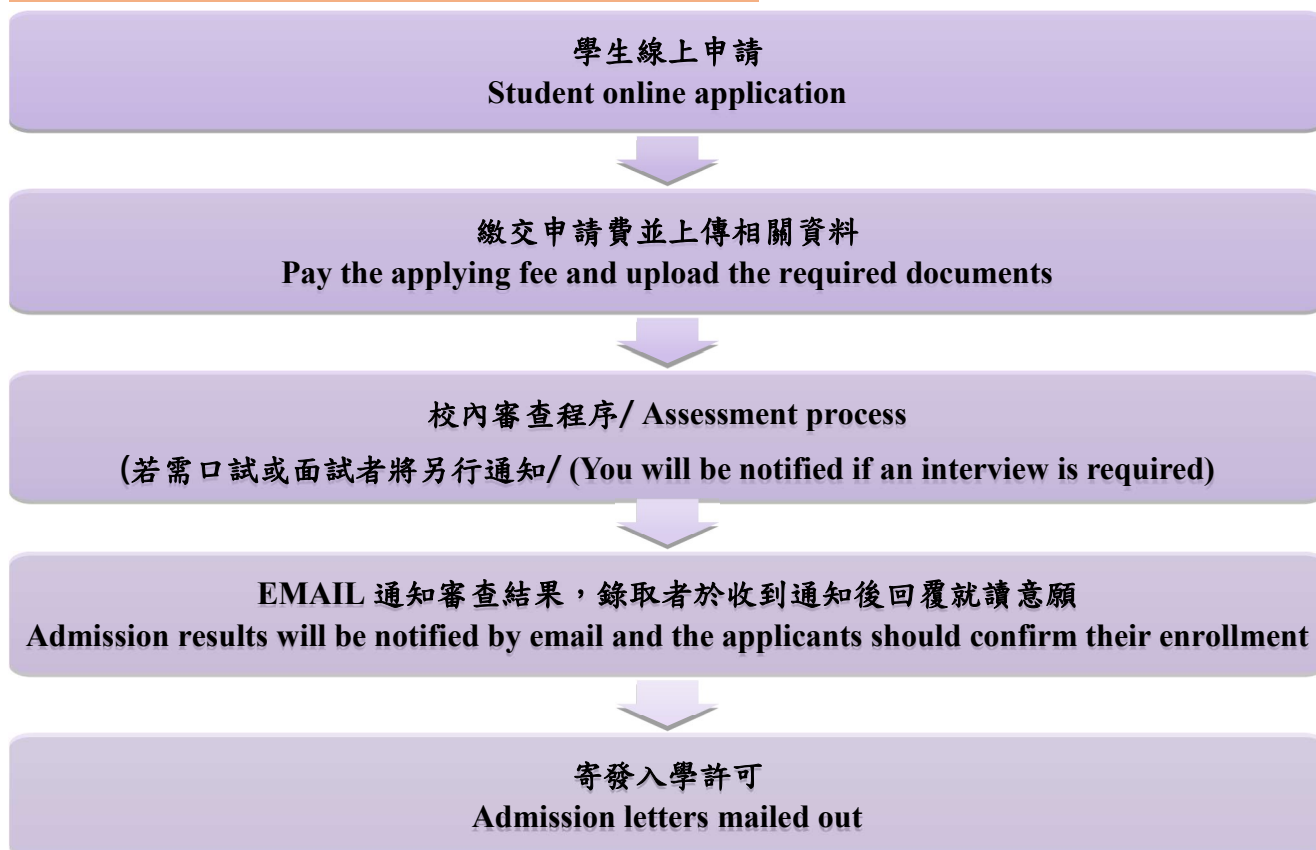 學生線上申請
Student online application
繳交申請費並上傳相關資料
Pay the applying fee and upload the required documents
校內審查程序/ Assessment process
(若需口試或面試者將另行通知/ (You will be notified if an interview is required)
EMAIL 通知審查結果，錄取者於收到通知後回覆就讀意願
Admission results will be notified by email and the applicants should confirm their enrollment
寄發入學許可
Admission letters mailed out